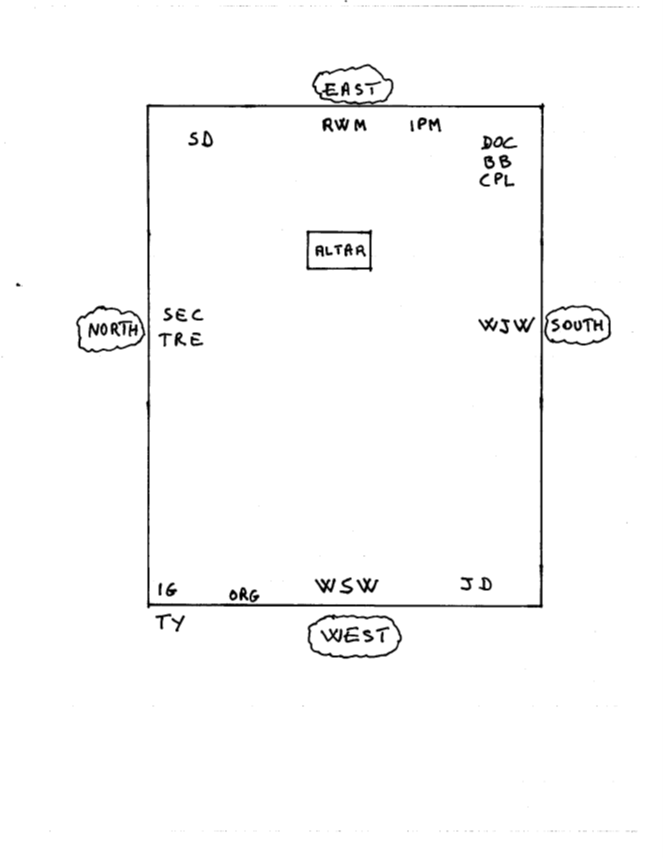 EAST
RWM IPM
SD
DOC
BB
CPL
ALTAR
NORTH
SEC
TRE
WJW
SOUTH
IG
ORG
WSW
JD
TY
WEST